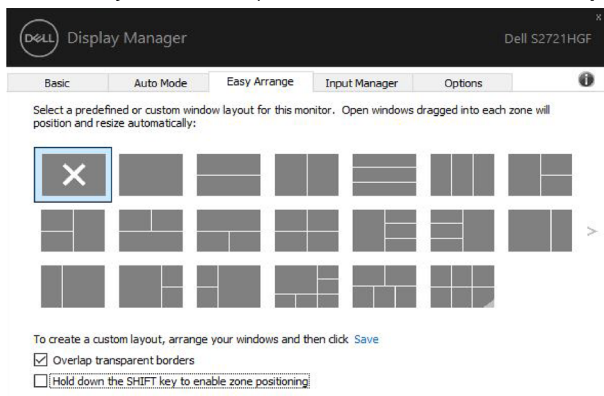 x
DELL Display Manager Dell S2721HGF
Basic Auto Mode Easy Arrange Input Manager Options
Select a predefined or custom window layout for this monitor. Open windows dragged into each zone will
position and resize automatically:
To create a custom layout, arrange your windows and then click Save
Overlap transparent borders
Hold down the SHIFT key to enable zone positioning